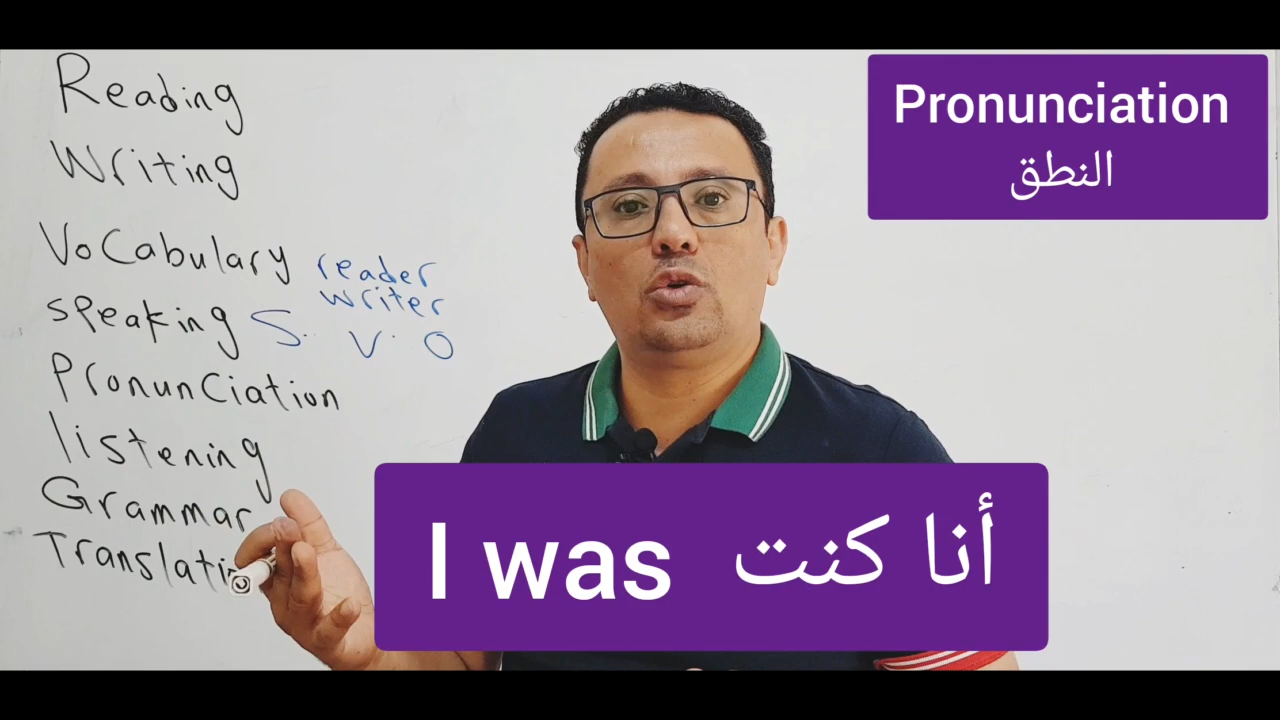 Reading
Writing
Vocabulary
reader
writer
speaking S. V. O
Pronunciation
listening
Grammar
Translati
Pronunciation
النطق
I was أنا كنت